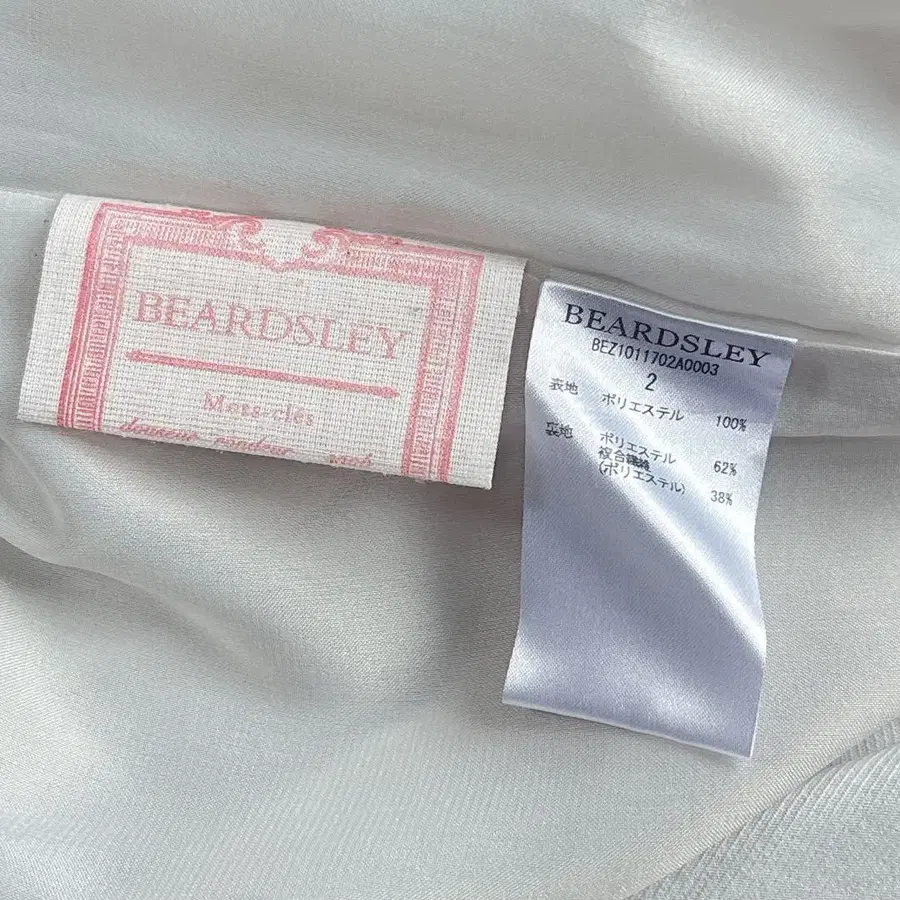 BEARDSLEY
Mots-clés
BEARDSLEY
BEZ1011702A0003
2
表地 ポリエステル 100%
裏地 ポリエステル 62%
複合繊維
(ポリエステル) 38%